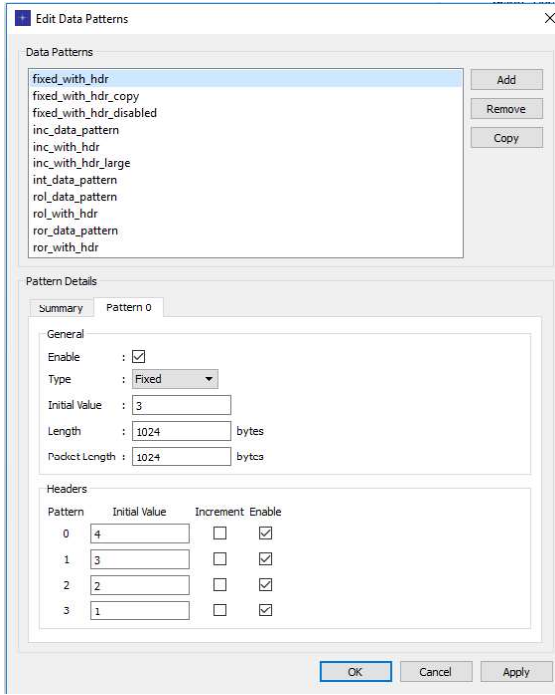 Edit Data Patterns
Data Patterns
fixed_with_hdr
fixed_with_hdr_copy
fixed_with_hdr_disabled
inc_data_pattern
inc_with_hdr
inc_with_hdr_large
int_data_pattern
rol_data_pattern
rol_with_hdr
ror_data_pattern
ror_with_hdr
Add
Remove
Copy
Pattern Details
Summary Pattern 0
General
Enable :
Type : Fixed
Initial Value : 3
Length : 1024 bytes
Packet Length : 1024 bytes
Headers
Pattern Initial Value Increment Enable
0 4
1 3
2 2
3 1
OK Cancel Apply